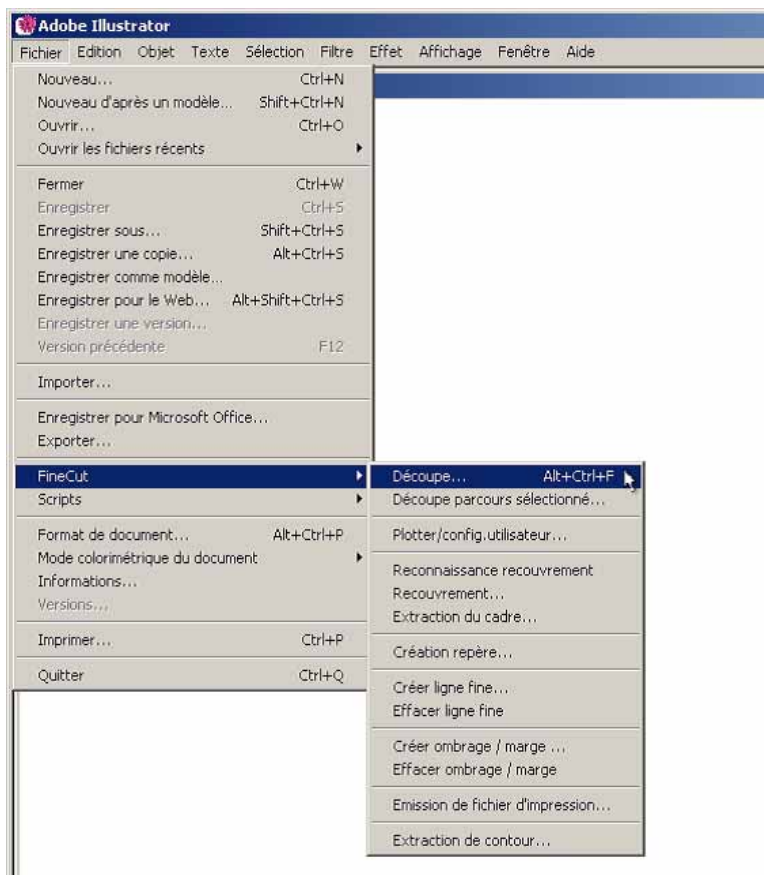 Adobe Illustrator
Fichier Edition Objet Texte Sélection Filtre Effet Affichage Fenêtre Aide
Nouveau... Ctrl+N
Nouveau d'après un modèle... Shift+Ctrl+N
Ouvrir... Ctrl+O
Ouvrir les fichiers récents
Fermer Ctrl+W
Enregistrer Ctrl+S
Enregistrer sous... Shift+Ctrl+S
Enregistrer une copie... Alt+Ctrl+S
Enregistrer comme modèle...
Enregistrer pour le Web... Alt+Shift+Ctrl+S
Enregistrer une version...
Version précédente F12
Importer...
Enregistrer pour Microsoft Office...
Exporter...
FineCut
Scripts
Format de document... Alt+Ctrl+P
Mode colorimétrique du document
Informations...
Versions...
Imprimer... Ctrl+P
Quitter Ctrl+Q
Découpe... Alt+Ctrl+F
Découpe parcours sélectionné...
Plotter/config.utilisateur...
Reconnaissance recouvrement
Recouvrement...
Extraction du cadre...
Création repère...
Créer ligne fine...
Effacer ligne fine
Créer ombrage / marge ...
Effacer ombrage / marge
Emission de fichier d'impression...
Extraction de contour...